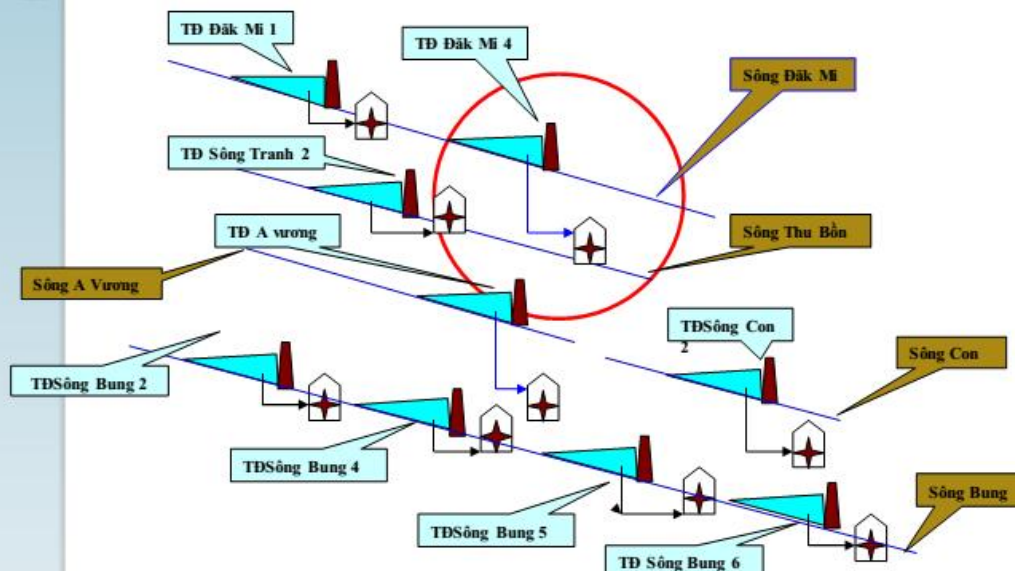 TĐ Đăk Mi 1
TĐ Đăk Mi 4
Sông Đăk Mi
TĐ Sông Tranh 2
TĐ A vương
Sông Thu Bồn
Sông A Vương
TĐSông Con
2
Sông Con
TĐSông Bung 2
TĐSông Bung 4
Sông Bung
TĐSông Bung 5
TĐ Sông Bung 6